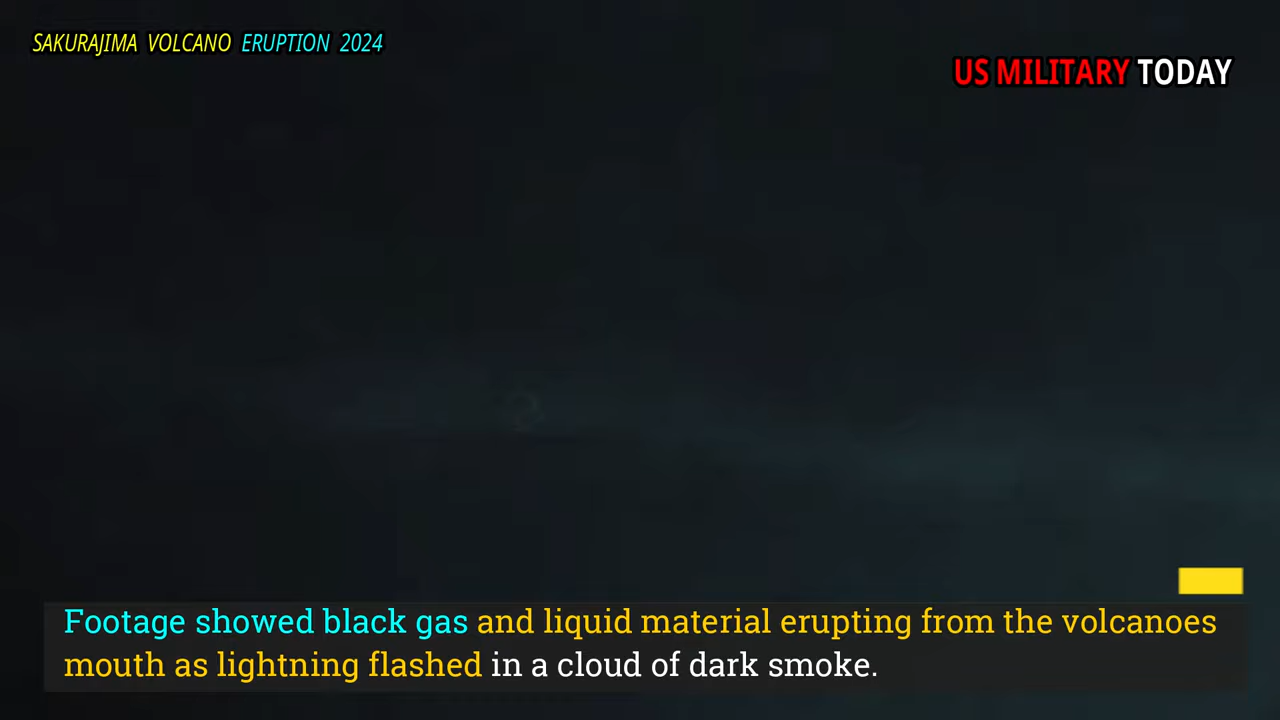 SAKURAJIMA VOLCANO ERUPTION 2024
US MILITARY TODAY
Footage showed black gas and liquid material erupting from the volcanoes
mouth as lightning flashed in a cloud of dark smoke.